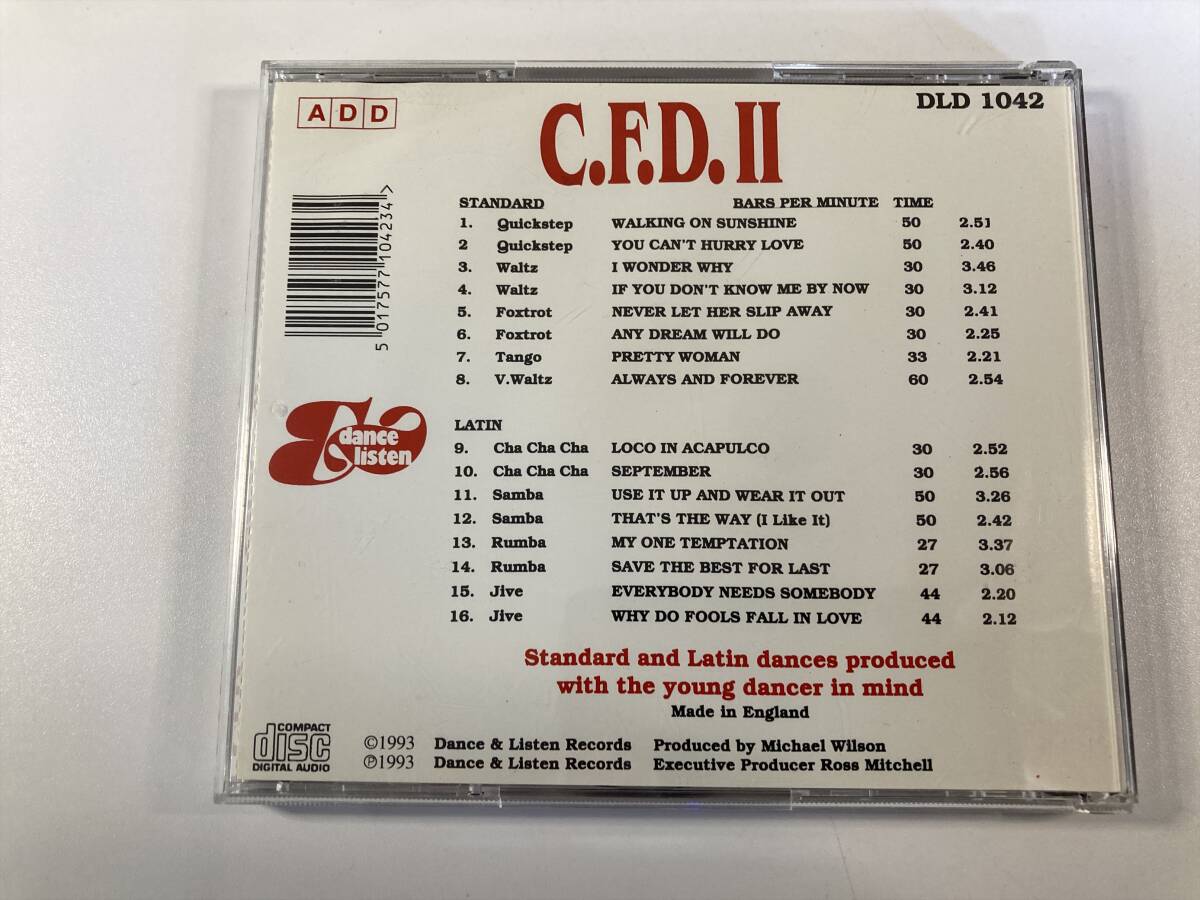 ADD
C.F.D. II
DLD 1042
5 017577 104234 >
STANDARD BARS PER MINUTE TIME
1. Quickstep WALKING ON SUNSHINE 50 2.51
2 Quickstep YOU CAN'T HURRY LOVE 50 2.40
3. Waltz I WONDER WHY 30 3.46
4. Waltz IF YOU DON'T KNOW ME BY NOW 30 3.12
5. Foxtrot NEVER LET HER SLIP AWAY 30 2.41
6. Foxtrot ANY DREAM WILL DO 30 2.25
7. Tango PRETTY WOMAN 33 2.21
8. V.Waltz ALWAYS AND FOREVER 60 2.54
dance
listen
LATIN
9. Cha Cha Cha LOCO IN ACAPULCO 30 2.52
10. Cha Cha Cha SEPTEMBER 30 2.56
11. Samba USE IT UP AND WEAR IT OUT 50 3.26
12. Samba THAT'S THE WAY (I Like It) 50 2.42
13. Rumba MY ONE TEMPTATION 27 3.37
14. Rumba SAVE THE BEST FOR LAST 27 3.06
15. Jive EVERYBODY NEEDS SOMEBODY 44 2.20
16. Jive WHY DO FOOLS FALL IN LOVE 44 2.12
Standard and Latin dances produced
with the young dancer in mind
Made in England
COMPACT
disc
DIGITAL AUDIO
©1993 Dance & Listen Records Produced by Michael Wilson
℗1993 Dance & Listen Records Executive Producer Ross Mitchell